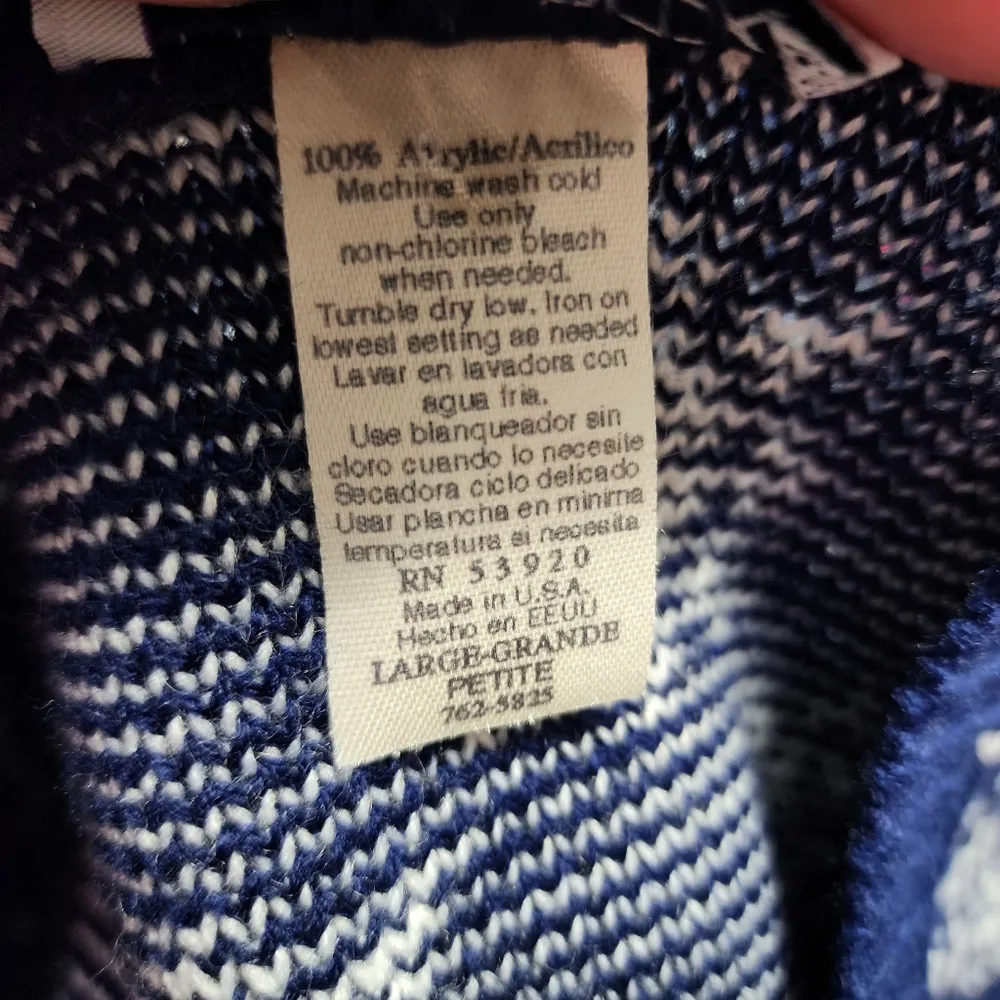 100% Acrylic/Acrilico
Machine wash cold
Use only
non-chlorine bleach
when needed.
Tumble dry low. Iron on
lowest setting as needed
Lavar en lavadora con
agua fria.
Use blanqueador sin
cloro cuando lo necesite
Secadora ciclo delicado
Usar plancha en minima
temperatura si necesita
RN 53920
Made in U.S.A.
Hecho en EEUU
LARGE-GRANDE
PETITE
762-5825